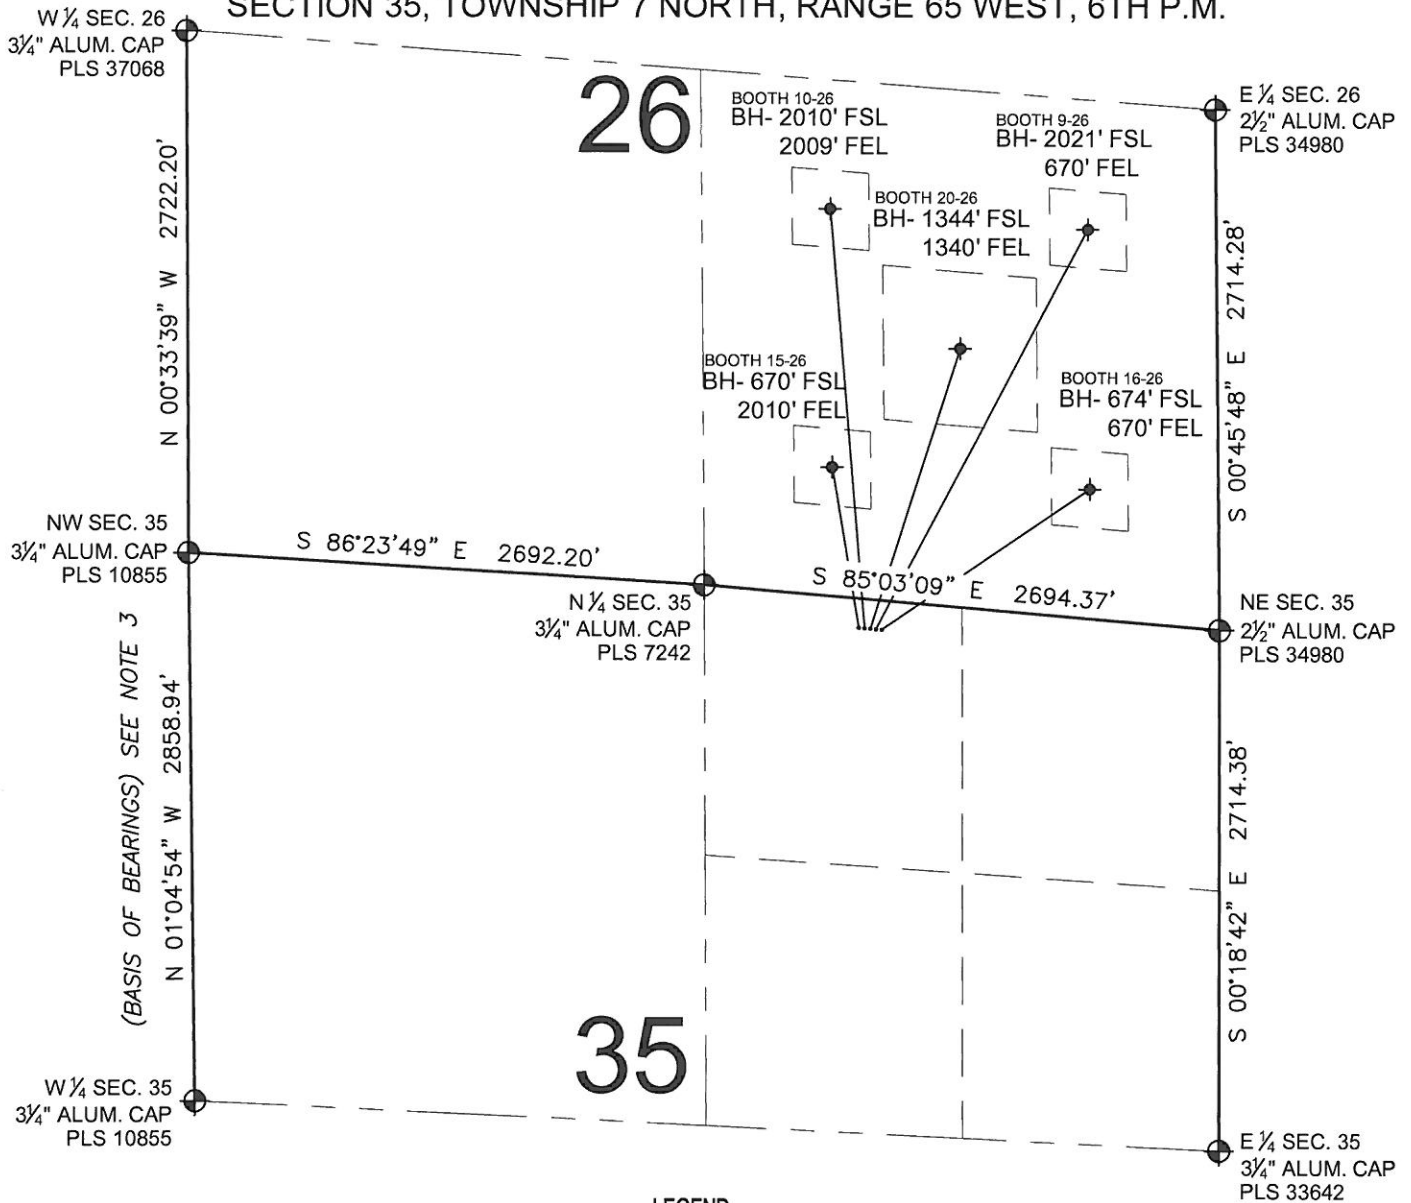 SECTION 35, TOWNSHIP 7 NORTH, RANGE 65 WEST, 6TH P.M.
W ¼ SEC. 26
3¼" ALUM. CAP
PLS 37068
26
BOOTH 10-26
BH- 2010' FSL
2009' FEL
BOOTH 9-26
BH- 2021' FSL
670' FEL
E ¼ SEC. 26
2½" ALUM. CAP
PLS 34980
BOOTH 20-26
BH- 1344' FSL
1340' FEL
N 00°33'39" W 2722.20'
S 00°45'48" E 2714.28'
BOOTH 15-26
BH- 670' FSL
2010' FEL
BOOTH 16-26
BH- 674' FSL
670' FEL
NW SEC. 35
3¼" ALUM. CAP
PLS 10855
S 86°23'49" E 2692.20'
S 85°03'09" E 2694.37'
N ¼ SEC. 35
3¼" ALUM. CAP
PLS 7242
NE SEC. 35
2½" ALUM. CAP
PLS 34980
(BASIS OF BEARINGS) SEE NOTE 3
N 01°04'54" W 2858.94'
S 00°18'42" E 2714.38'
35
W ¼ SEC. 35
3¼" ALUM. CAP
PLS 10855
E ¼ SEC. 35
3¼" ALUM. CAP
PLS 33642
LEGEND